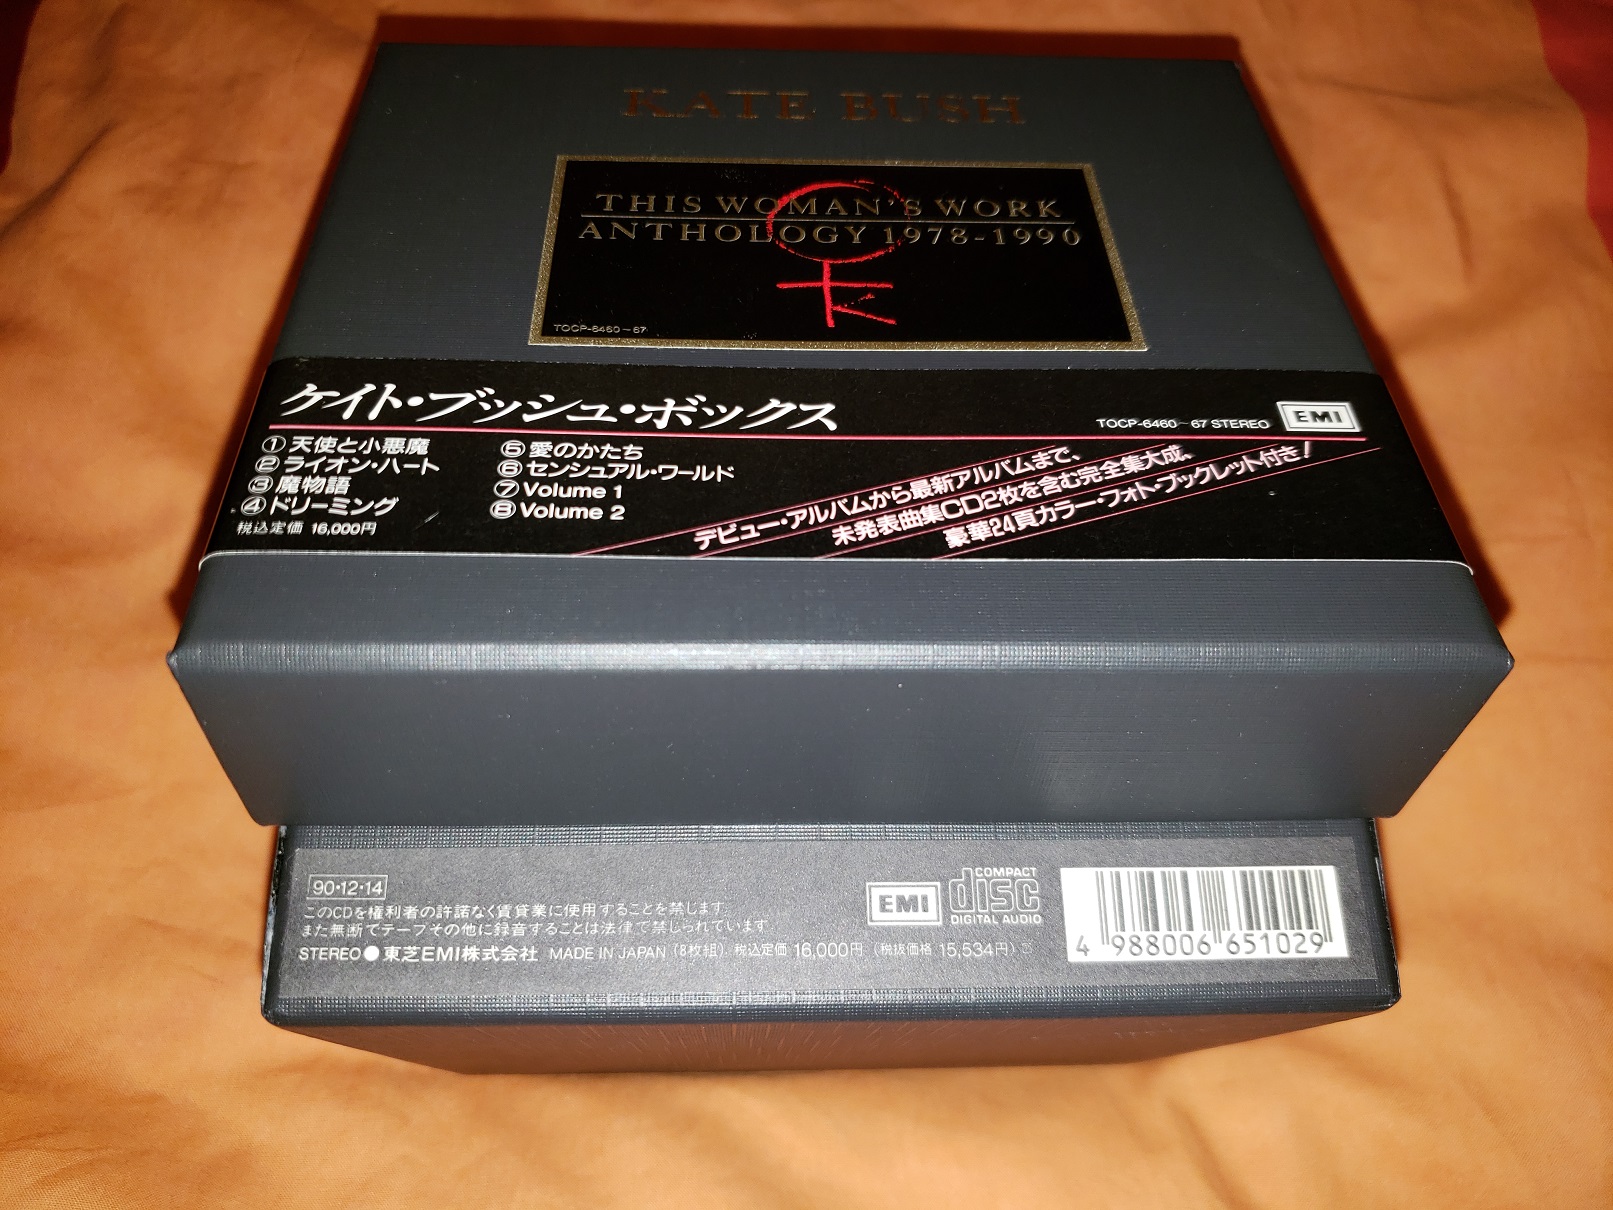 KATE BUSH
THIS WOMAN'S WORK
ANTHOLOGY 1978-1990
K
TOCP-6460~67
ケイト・ブッシュ・ボックス
TOCP-6460~67 STEREO
EMI
①天使と小悪魔
②ライオン・ハート
③魔物語
④ドリーミング
税込定価 16,000円
⑤愛のかたち
⑥センシュアル・ワールド
⑦Volume 1
⑧Volume 2
デビュー・アルバムから最新アルバムまで、
未発表曲集CD2枚を含む完全集大成、
豪華24頁カラー・フォト・ブックレット付き!
90・12・14
このCDを権利者の許諾なく賃貸業に使用することを禁じます。
また無断でテープその他に録音することは法律で禁じられています
STEREO●東芝EMI株式会社 MADE IN JAPAN (8枚組) 税込定価 16,000円 (税抜価格 15,534円)
EMI
COMPACT
disc
DIGITAL AUDIO
4 988006 651029